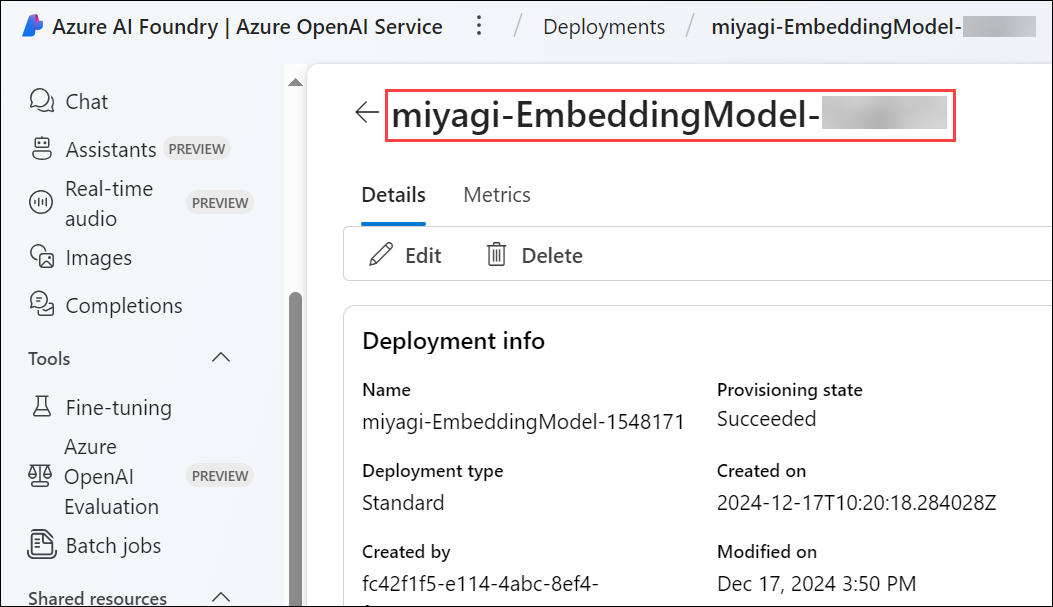 Azure AI Foundry | Azure OpenAI Service / Deployments / miyagi-EmbeddingModel-
Chat
Assistants PREVIEW
Real-time
audio
PREVIEW
Images
Completions
Tools
Fine-tuning
Azure
OpenAI
Evaluation
PREVIEW
Batch jobs
Shared resources
miyagi-EmbeddingModel-
Details Metrics
Edit Delete
Deployment info
Name
miyagi-EmbeddingModel-1548171
Provisioning state
Succeeded
Deployment type
Standard
Created on
2024-12-17T10:20:18.284028Z
Created by
fc42f1f5-e114-4abc-8ef4-
Modified on
Dec 17, 2024 3:50 PM